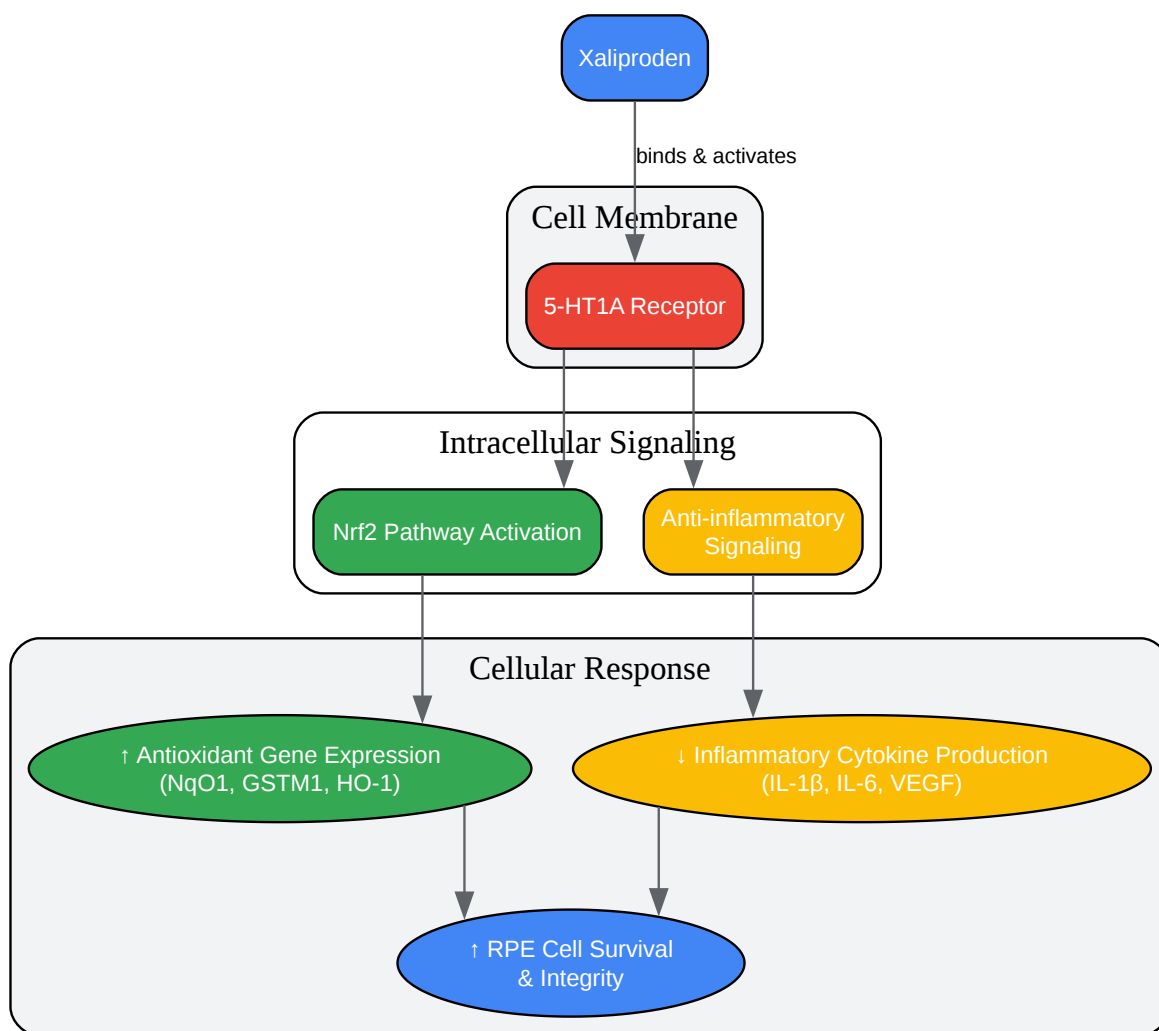 Xaliproden
binds & activates
Cell Membrane
5-HT1A Receptor
Intracellular Signaling
Nrf2 Pathway Activation
Anti-inflammatory
Signaling
Cellular Response
↑ Antioxidant Gene Expression
(NqO1, GSTM1, HO-1)
↓ Inflammatory Cytokine Production
(IL-1β, IL-6, VEGF)
↑ RPE Cell Survival
& Integrity